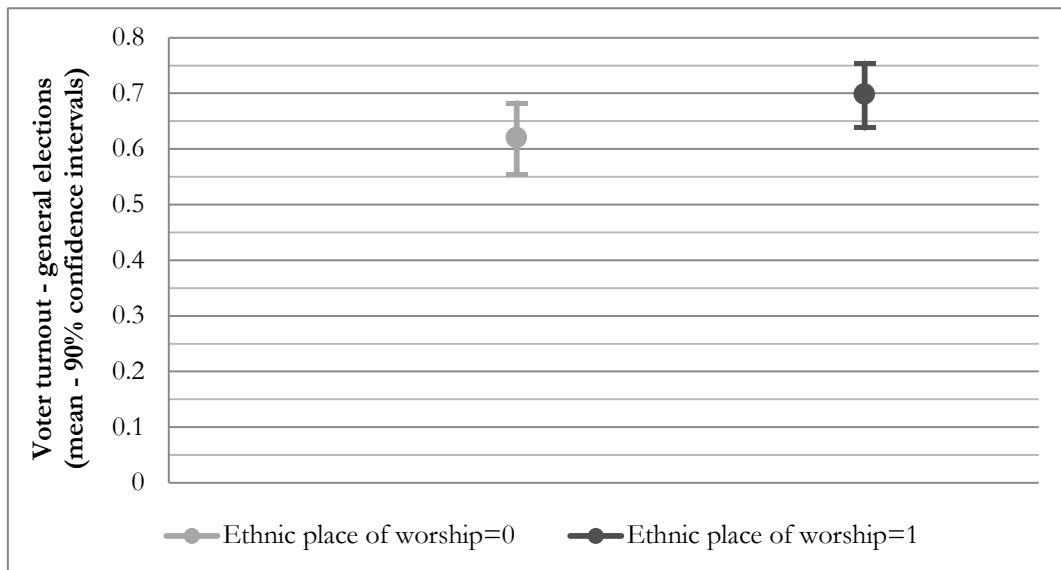 Voter turnout - general elections
(mean - 90% confidence intervals)
0.8
0.7
0.6
0.5
0.4
0.3
0.2
0.1
0
Ethnic place of worship=0
Ethnic place of worship=1